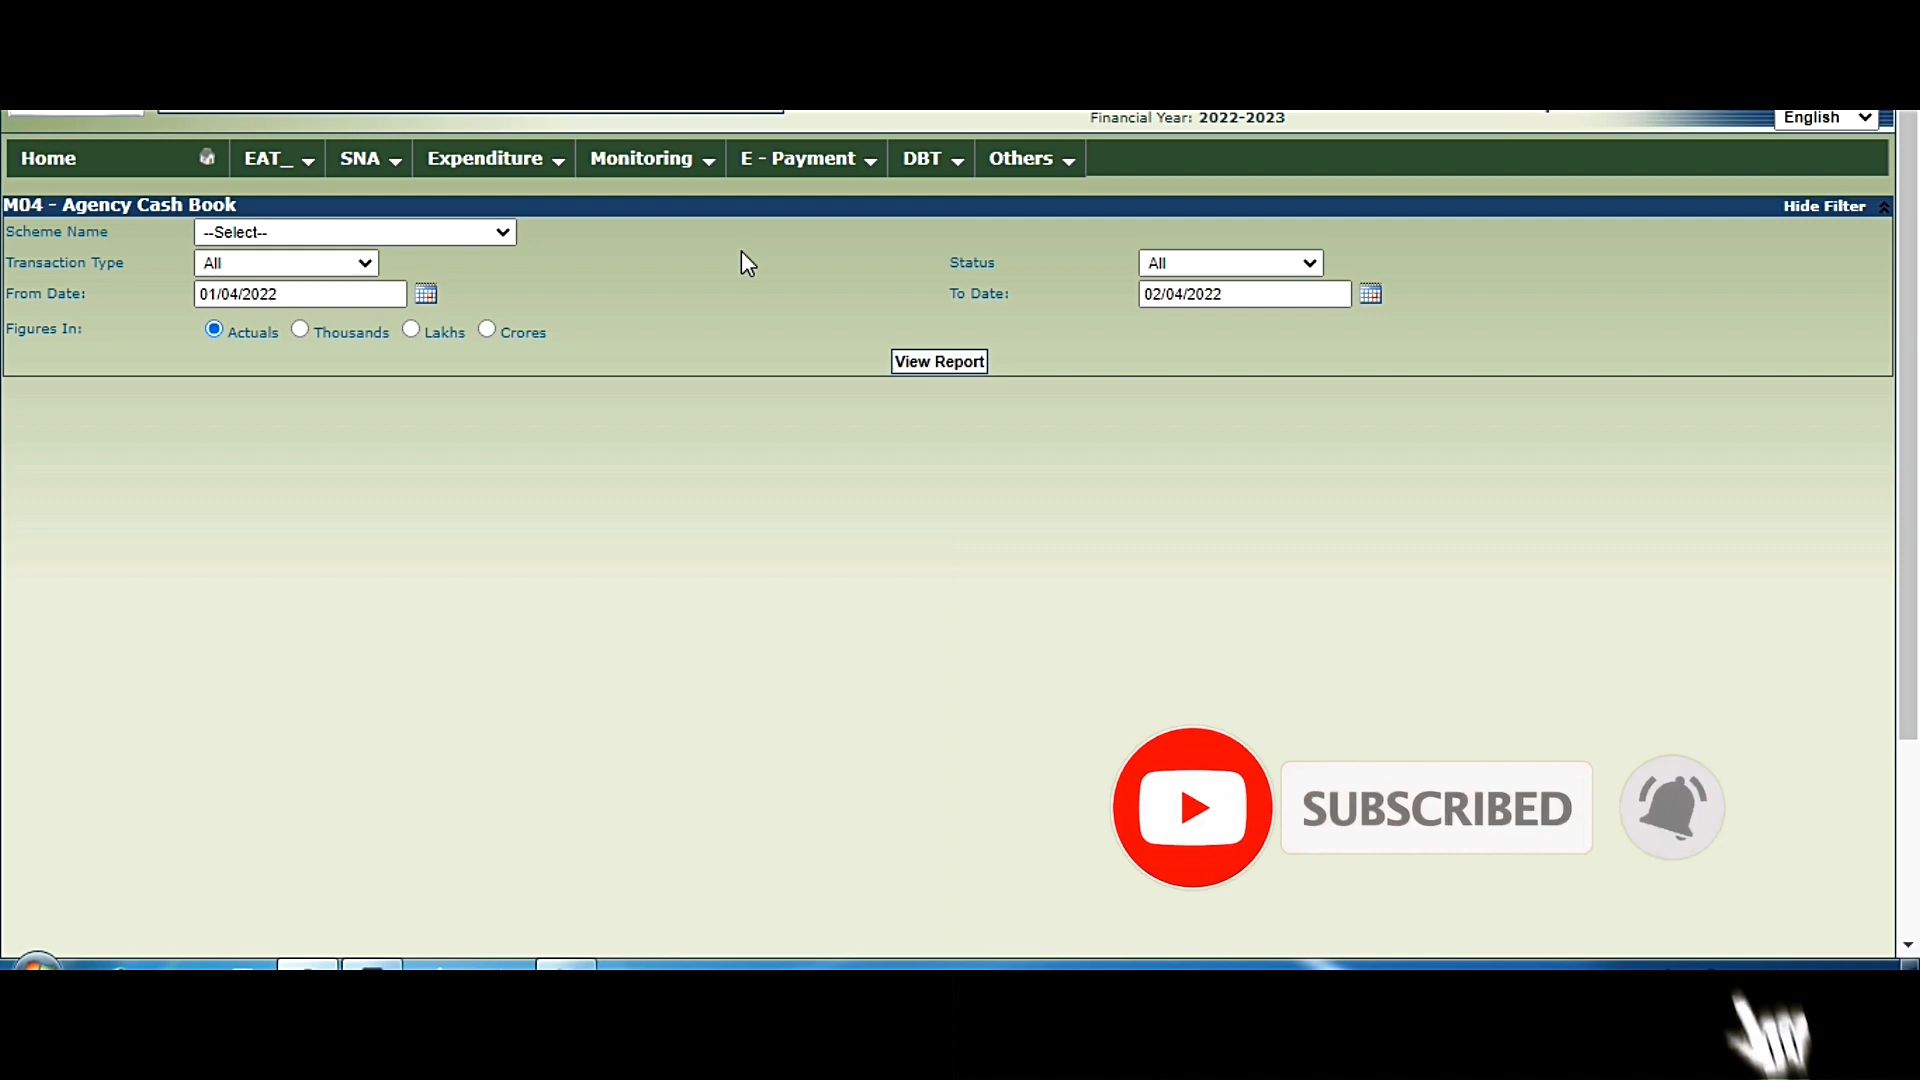 Financial Year: 2022-2023
English
Home EAT_ SNA Expenditure Monitoring E - Payment DBT Others
M04 - Agency Cash Book Hide Filter
Scheme Name --Select--
Transaction Type All Status All
From Date: 01/04/2022 To Date: 02/04/2022
Figures In: Actuals Thousands Lakhs Crores
View Report
SUBSCRIBED